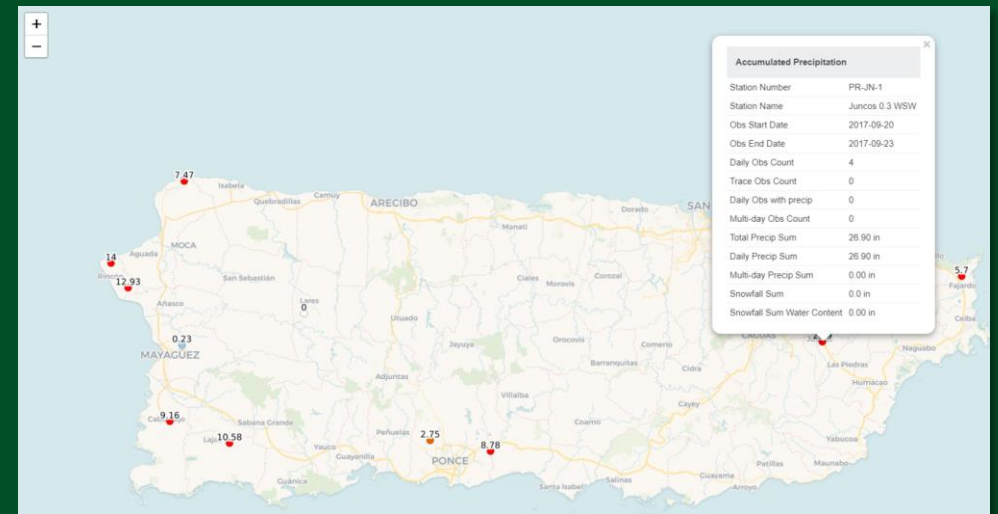 +
−
Accumulated Precipitation
Station Number PR-JN-1
Station Name Juncos 0.3 WSW
Obs Start Date 2017-09-20
Obs End Date 2017-09-23
Daily Obs Count 4
Trace Obs Count 0
Daily Obs with precip 0
Multi-day Obs Count 0
Total Precip Sum 26.90 in
Daily Precip Sum 26.90 in
Multi-day Precip Sum 0.00 in
Snowfall Sum 0.0 in
Snowfall Sum Water Content 0.00 in
7.47
Isabela
Quebradillas
Camuy
ARECIBO
Dorado
SAN
Manatí
MOCA
14
Aguada
Rincón
12.93
San Sebastián
Ciales
Morovis
Corozal
5.7
Fajardo
Añasco
Lares
0
Utuado
Ceiba
0.23
MAYAGÜEZ
Jayuya
Orocovis
Comerío
CAGUAS
Naguabo
Adjuntas
Barranquitas
Cidra
Las Piedras
Humacao
Villalba
Cayey
9.16
Sabana Grande
Coamo
10.58
Yauco
Peñuelas
2.75
8.78
Yabucoa
Guayanilla
PONCE
Patillas
Maunabo
Guánica
Santa Isabel
Salinas
Guayama
Arroyo